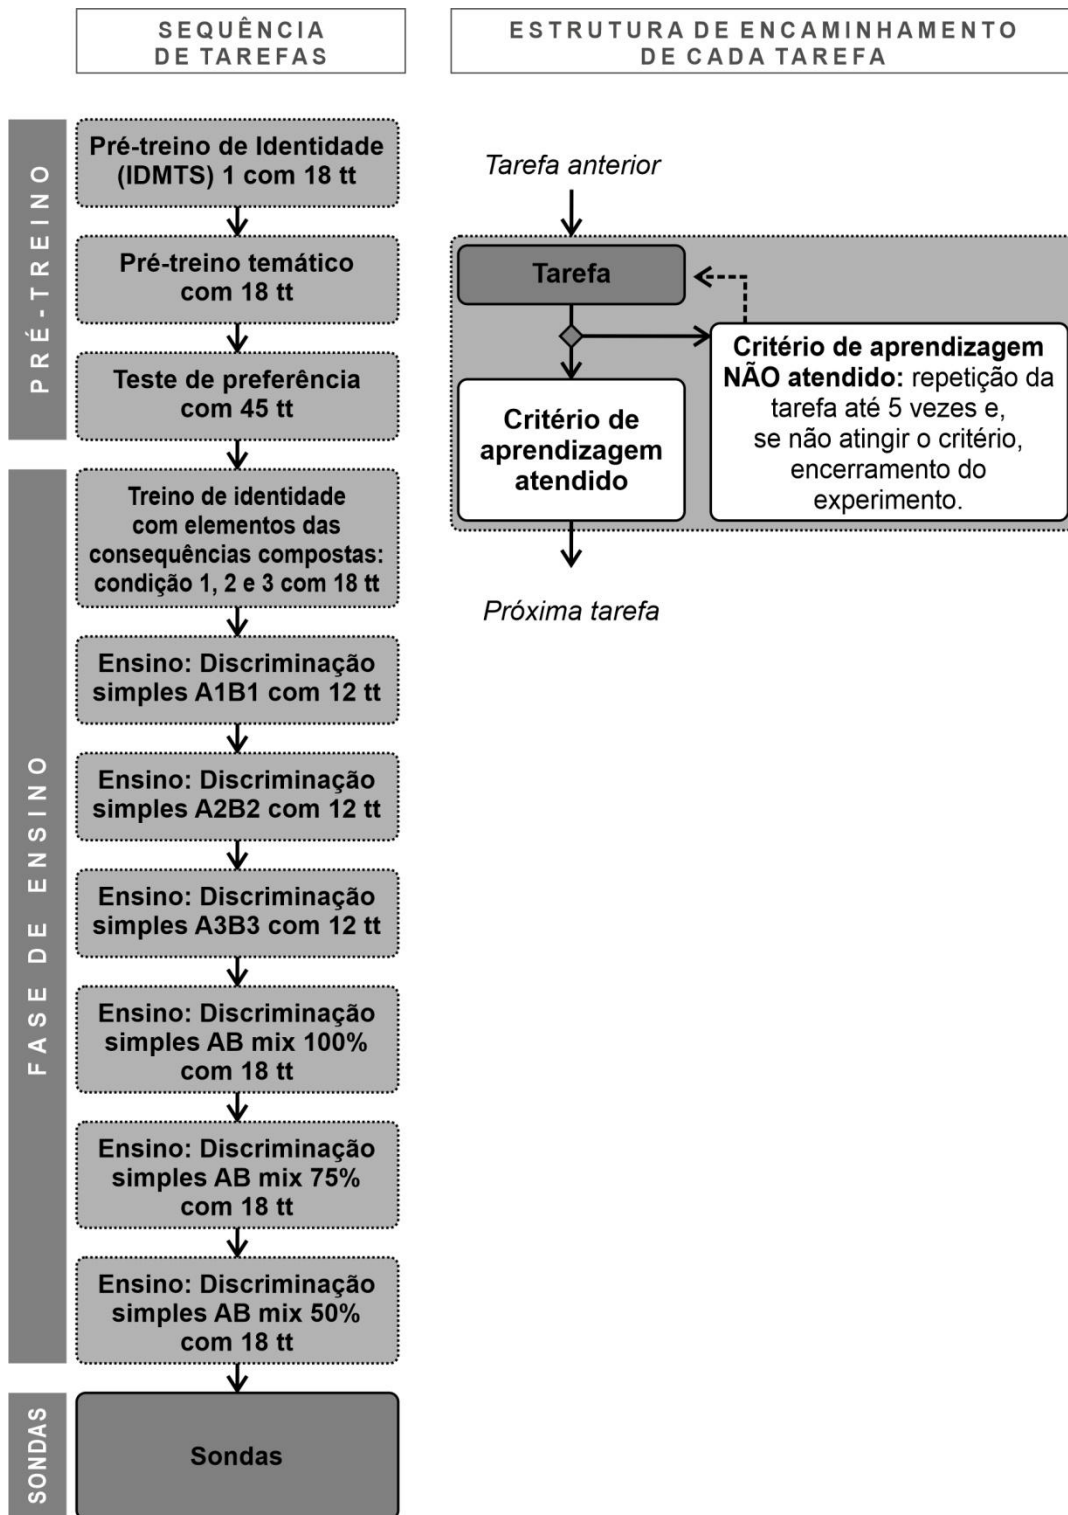 SEQUÊNCIA
DE TAREFAS
ESTRUTURA DE ENCAMINHAMENTO
DE CADA TAREFA
PRÉ-TREINO
Pré-treino de Identidade
(IDMTS) 1 com 18 tt
Pré-treino temático
com 18 tt
Teste de preferência
com 45 tt
FASE DE ENSINO
Treino de identidade
com elementos das
consequências compostas:
condição 1, 2 e 3 com 18 tt
Ensino: Discriminação
simples A1B1 com 12 tt
Ensino: Discriminação
simples A2B2 com 12 tt
Ensino: Discriminação
simples A3B3 com 12 tt
Ensino: Discriminação
simples AB mix 100%
com 18 tt
Ensino: Discriminação
simples AB mix 75%
com 18 tt
Ensino: Discriminação
simples AB mix 50%
com 18 tt
SONDAS
Sondas
Tarefa anterior
Tarefa
Critério de
aprendizagem
atendido
Critério de aprendizagem
NÃO atendido: repetição da
tarefa até 5 vezes e,
se não atingir o critério,
encerramento do
experimento.
Próxima tarefa